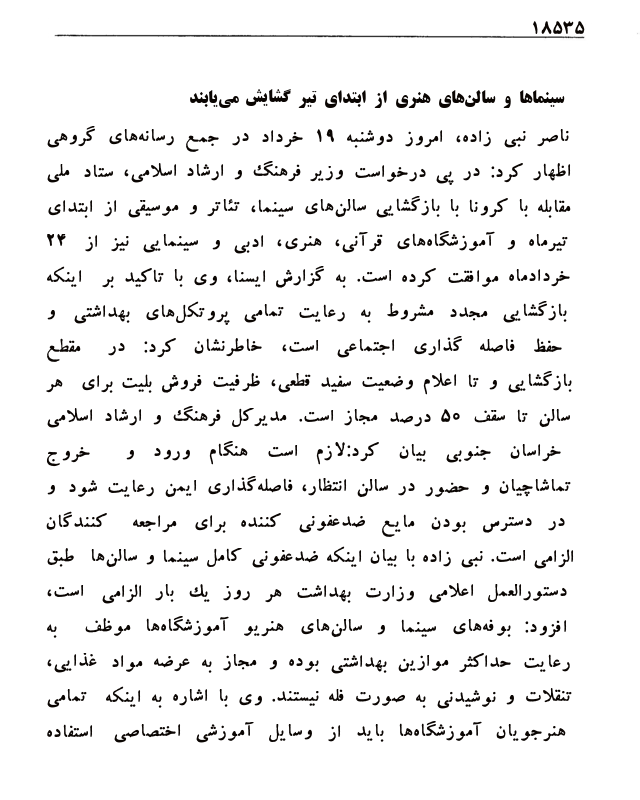 ۱۸۵۳۵
سینماها و سالن‌های هنری از ابتدای تیر گشایش می‌یابند
ناصر نبی زاده، امروز دوشنبه ۱۹ خرداد در جمع رسانه‌های گروهی
اظهار کرد: در پی درخواست وزیر فرهنگ و ارشاد اسلامی، ستاد ملی
مقابله با کرونا با بازگشایی سالن‌های سینما، تئاتر و موسیقی از ابتدای
تیرماه و آموزشگاه‌های قرآنی، هنری، ادبی و سینمایی نیز از ۲۴
خردادماه موافقت کرده است. به گزارش ایسنا، وی با تاکید بر اینکه
بازگشایی مجدد مشروط به رعایت تمامی پروتکل‌های بهداشتی و
حفظ فاصله گذاری اجتماعی است، خاطرنشان کرد: در مقطع
بازگشایی و تا اعلام وضعیت سفید قطعی، ظرفیت فروش بلیت برای هر
سالن تا سقف ۵۰ درصد مجاز است. مدیرکل فرهنگ و ارشاد اسلامی
خراسان جنوبی بیان کرد:لازم است هنگام ورود و خروج
تماشاچیان و حضور در سالن انتظار، فاصله‌گذاری ایمن رعایت شود و
در دسترس بودن مایع ضدعفونی کننده برای مراجعه کنندگان
الزامی است. نبی زاده با بیان اینکه ضدعفونی کامل سینما و سالن‌ها طبق
دستورالعمل اعلامی وزارت بهداشت هر روز یك بار الزامی است،
افزود: بوفه‌های سینما و سالن‌های هنریو آموزشگاه‌ها موظف به
رعایت حداکثر موازین بهداشتی بوده و مجاز به عرضه مواد غذایی،
تنقلات و نوشیدنی به صورت فله نیستند. وی با اشاره به اینکه تمامی
هنرجویان آموزشگاه‌ها باید از وسایل آموزشی اختصاصی استفاده